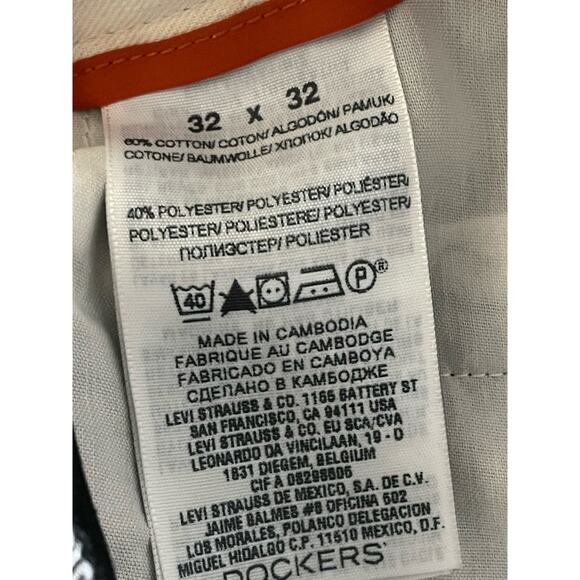 32 x 32
60% COTTON/ COTON/ ALGODÓN/ PAMUK/
COTONE/ BAUMWOLLE/ ХЛОПОК/ ALGODÃO
40% POLYESTER/ POLYESTER/ POLIÉSTER/
POLYESTER/ POLIESTERE/ POLYESTER/
ПОЛИЭСТЕР/ POLIESTER
40 P®
MADE IN CAMBODIA
FABRIQUE AU CAMBODGE
FABRICADO EN CAMBOYA
СДЕЛАНО В КАМБОДЖЕ
LEVI STRAUSS & CO. 1155 BATTERY ST
SAN FRANCISCO, CA 94111 USA
LEVI STRAUSS & CO. EU SCA/CVA
LEONARDO DA VINCILAAN, 19 - D
1831 DIEGEM, BELGIUM
CIF A 08298806
LEVI STRAUSS DE MEXICO, S.A. DE C.V.
JAIME BALMES #8 OFICINA 602
LOS MORALES, POLANCO DELEGACION
MIGUEL HIDALGO C.P. 11510 MEXICO, D.F.
DOCKERS